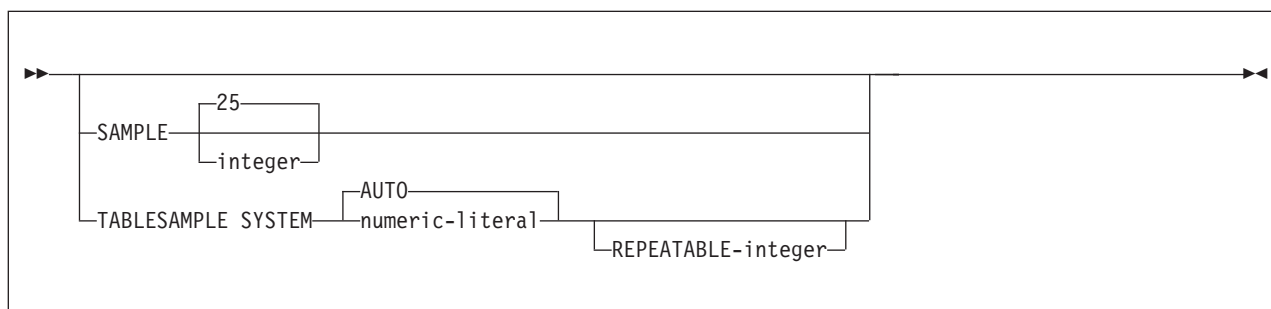 25
SAMPLE
integer
AUTO
TABLESAMPLE SYSTEM numeric-literal
REPEATABLE-integer